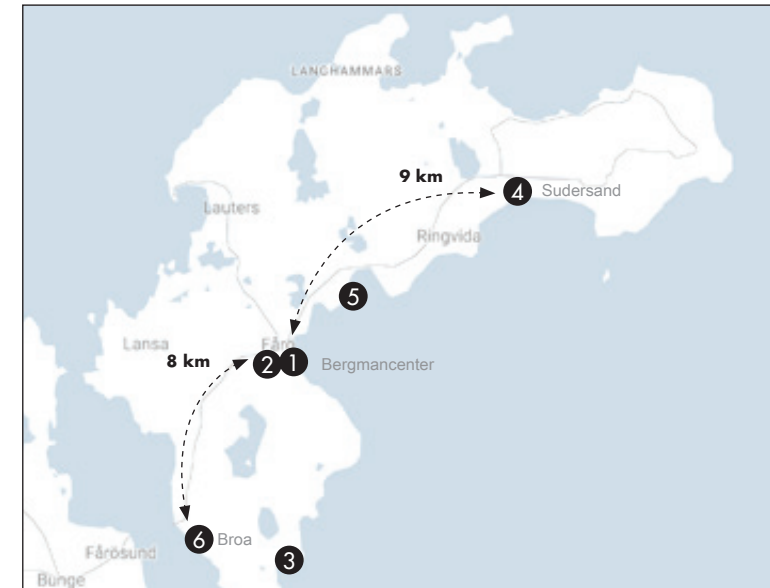 LANGHAMMARS
9 km
4 Sudersand
Lauters
Ringvida
5
Lansa
Fårö
8 km
2 1 Bergmancenter
6 Broa
3
Fårösund
Bunge